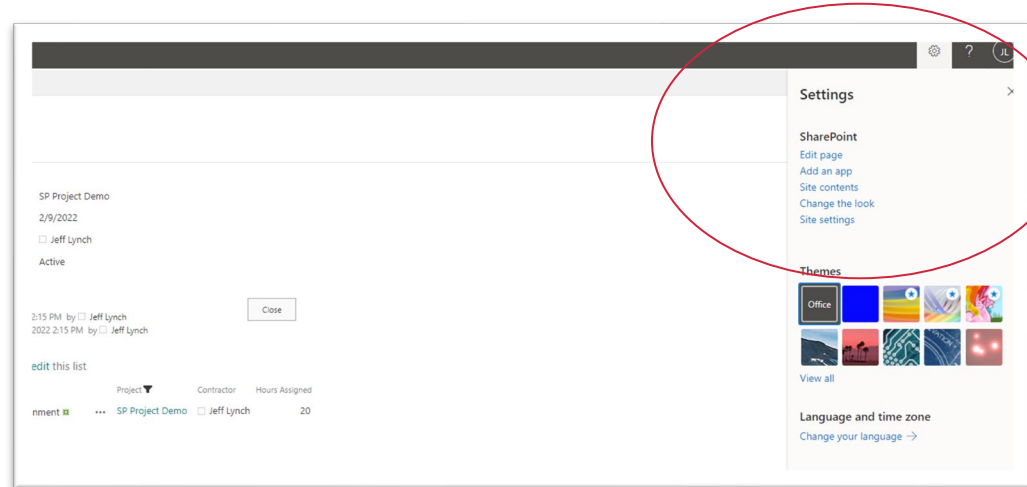 ? JL
Settings
SharePoint
Edit page
Add an app
Site contents
Change the look
Site settings
SP Project Demo
2/9/2022
Jeff Lynch
Active
Close
2:15 PM by Jeff Lynch
2022 2:15 PM by Jeff Lynch
edit this list
Project Contractor Hours Assigned
nment ... SP Project Demo Jeff Lynch 20
Themes
Office
View all
Language and time zone
Change your language →